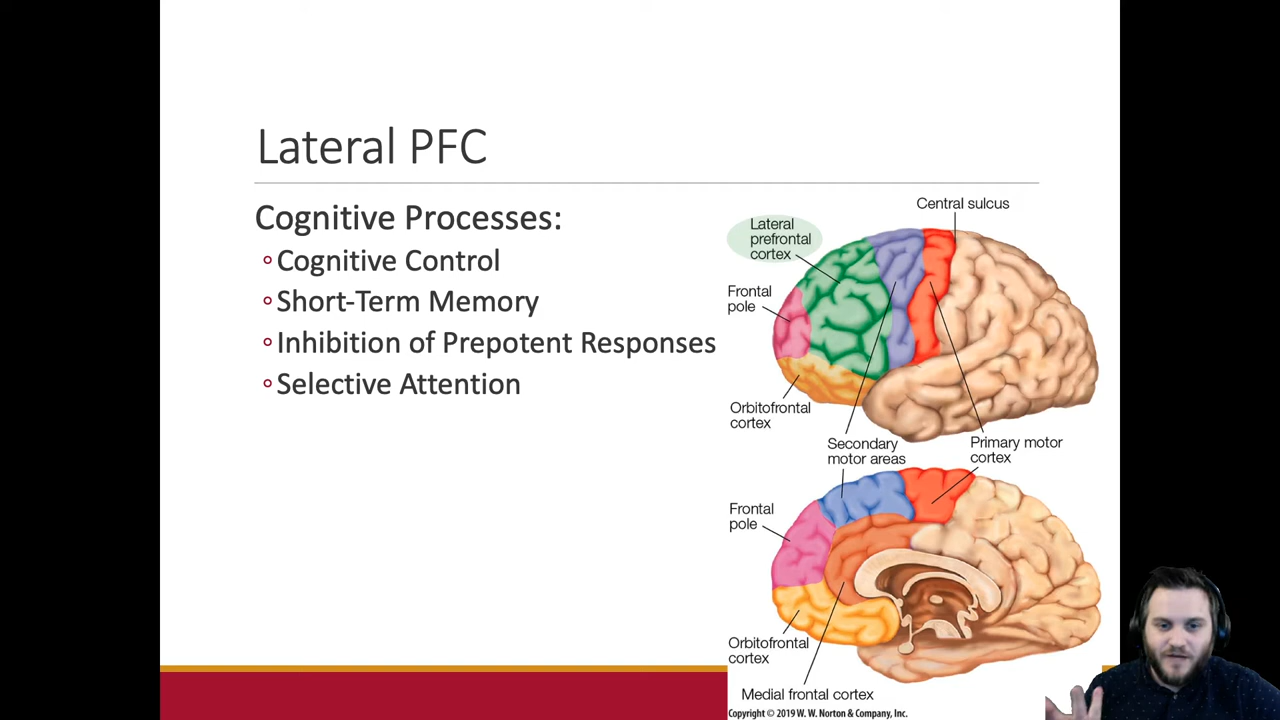 Lateral PFC
Cognitive Processes:
◦Cognitive Control
◦Short-Term Memory
◦Inhibition of Prepotent Responses
◦Selective Attention
Central sulcus
Lateral
prefrontal
cortex
Frontal
pole
Orbitofrontal
cortex
Secondary
motor areas
Primary motor
cortex
Frontal
pole
Orbitofrontal
cortex
Medial frontal cortex
Copyright © 2019 W. W. Norton & Company, Inc.